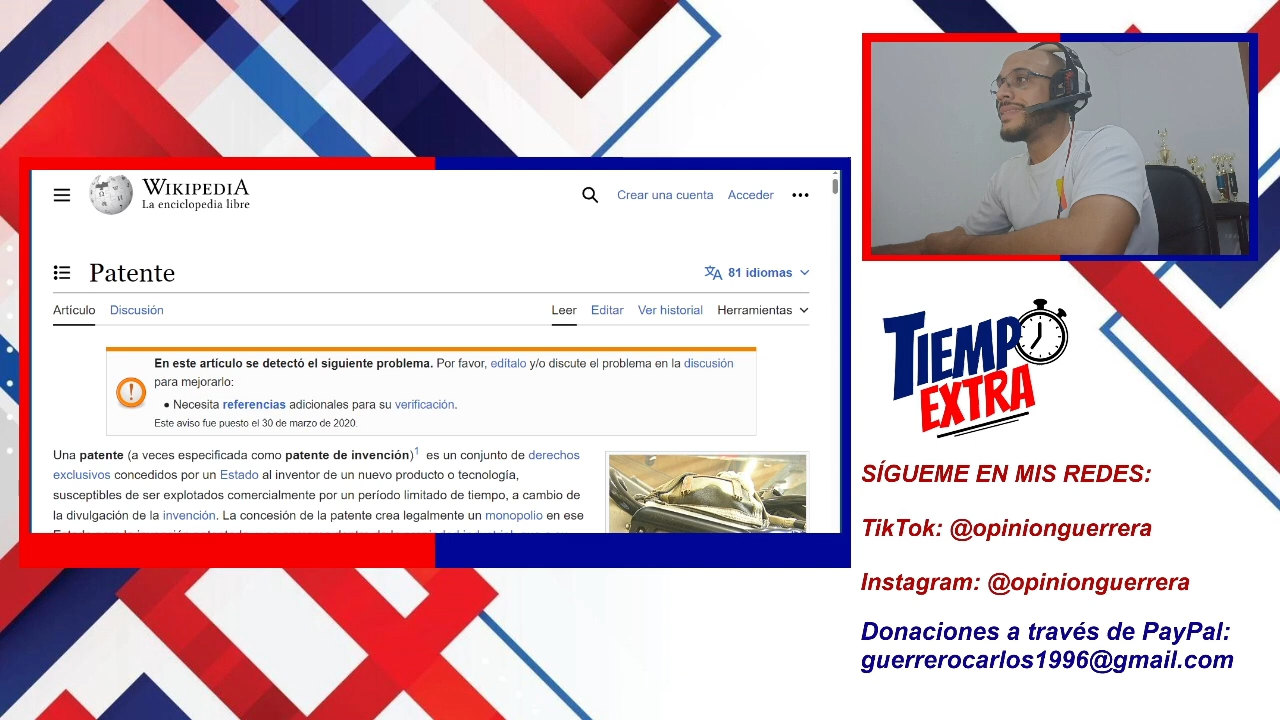 WIKIPEDIA
La enciclopedia libre
Crear una cuenta Acceder
Patente
81 idiomas
Artículo Discusión Leer Editar Ver historial Herramientas
En este artículo se detectó el siguiente problema. Por favor, edítalo y/o discute el problema en la discusión
para mejorarlo:
• Necesita referencias adicionales para su verificación.
Este aviso fue puesto el 30 de marzo de 2020.
Una patente (a veces especificada como patente de invención)1 es un conjunto de derechos
exclusivos concedidos por un Estado al inventor de un nuevo producto o tecnología,
susceptibles de ser explotados comercialmente por un período limitado de tiempo, a cambio de
la divulgación de la invención. La concesión de la patente crea legalmente un monopolio en ese
TIEMPO
EXTRA
SÍGUEME EN MIS REDES:
TikTok: @opinionguerrera
Instagram: @opinionguerrera
Donaciones a través de PayPal:
guerrerocarlos1996@gmail.com